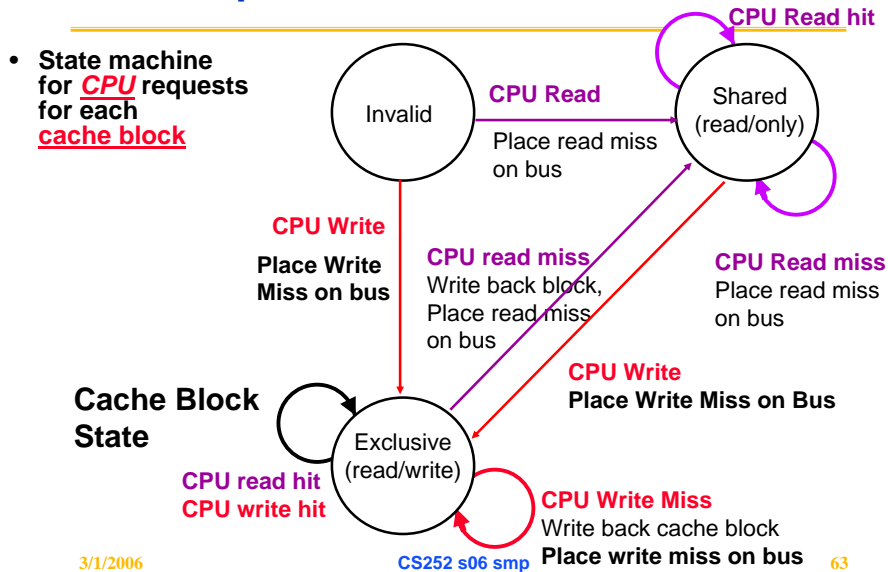 CPU Read hit
• State machine
for CPU requests
for each
cache block
Invalid
CPU Read
Place read miss
on bus
Shared
(read/only)
CPU Write
Place Write
Miss on bus
CPU read miss
Write back block,
Place read miss
on bus
CPU Read miss
Place read miss
on bus
CPU Write
Place Write Miss on Bus
Cache Block
State
Exclusive
(read/write)
CPU read hit
CPU write hit
CPU Write Miss
Write back cache block
Place write miss on bus
3/1/2006
CS252 s06 smp
63